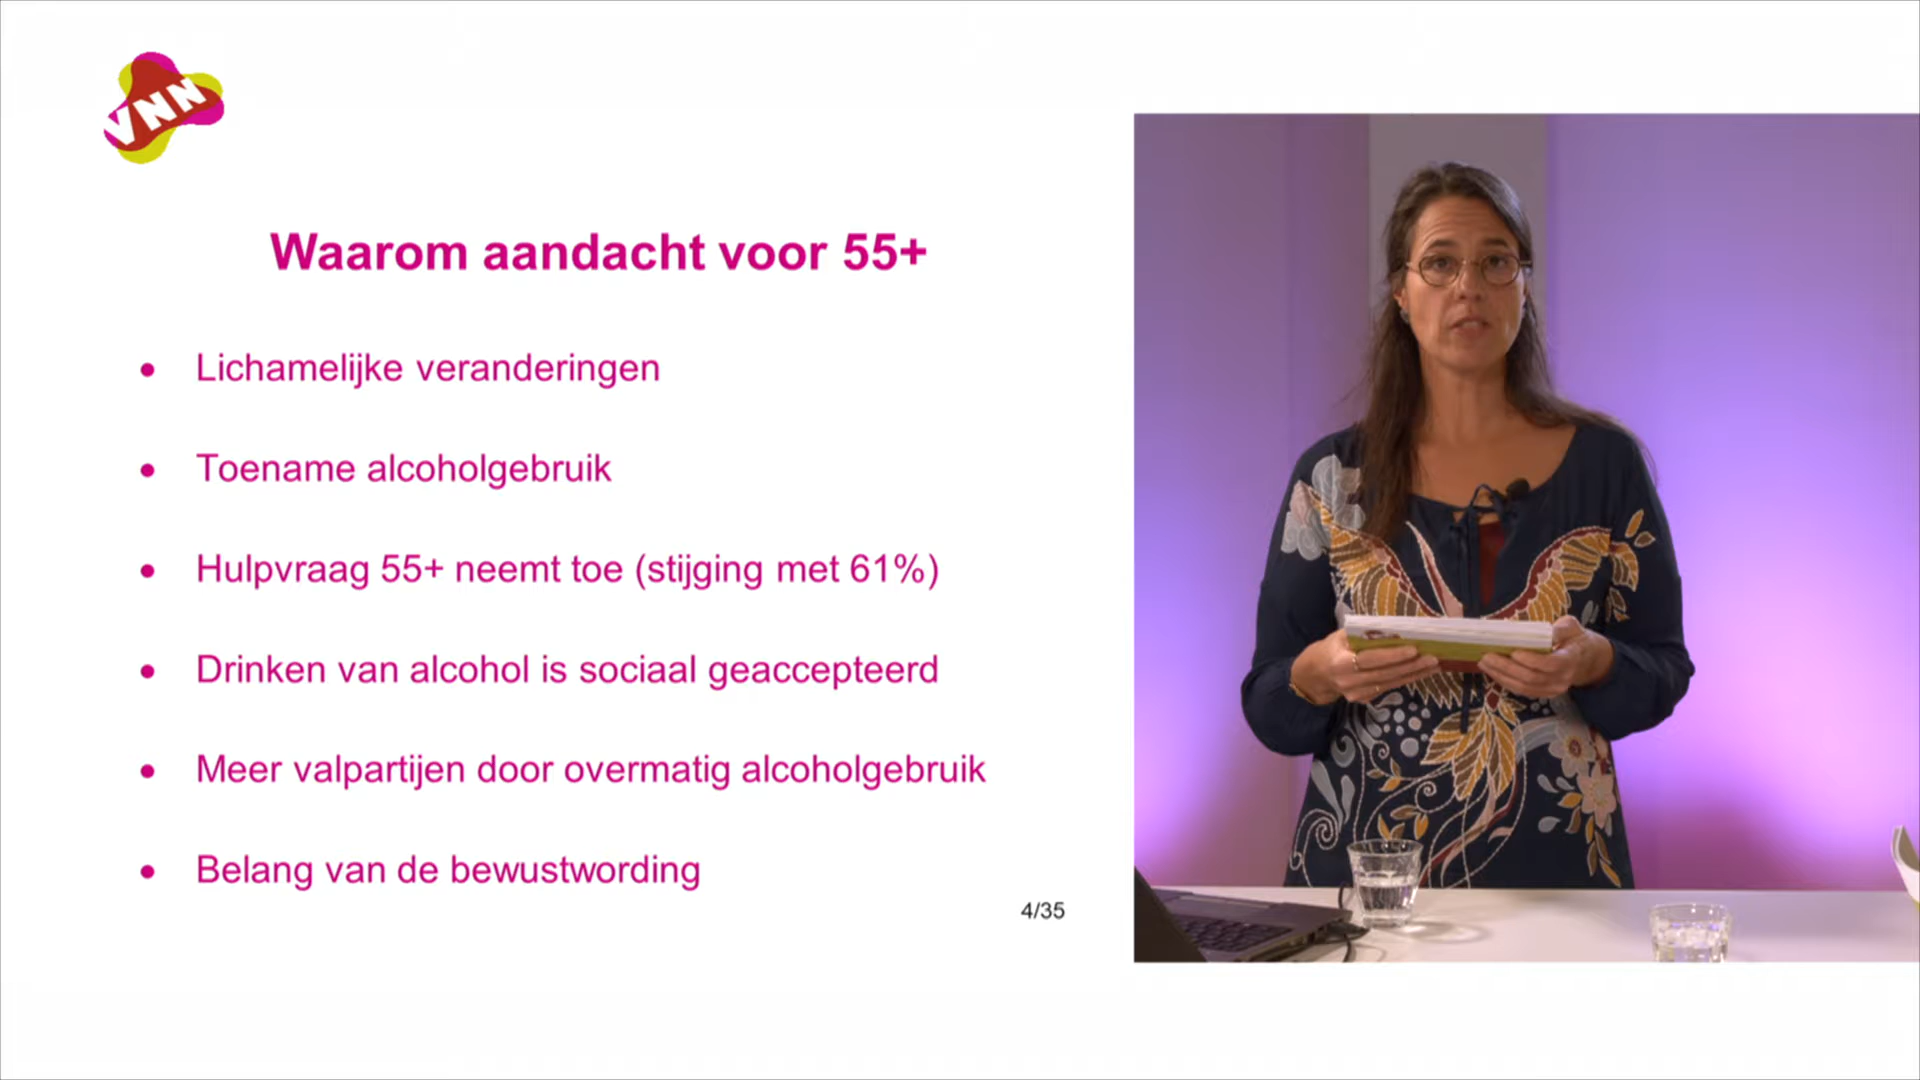 VNN
Waarom aandacht voor 55+
• Lichamelijke veranderingen
• Toename alcoholgebruik
• Hulpvraag 55+ neemt toe (stijging met 61%)
• Drinken van alcohol is sociaal geaccepteerd
• Meer valpartijen door overmatig alcoholgebruik
• Belang van de bewustwording
4/35